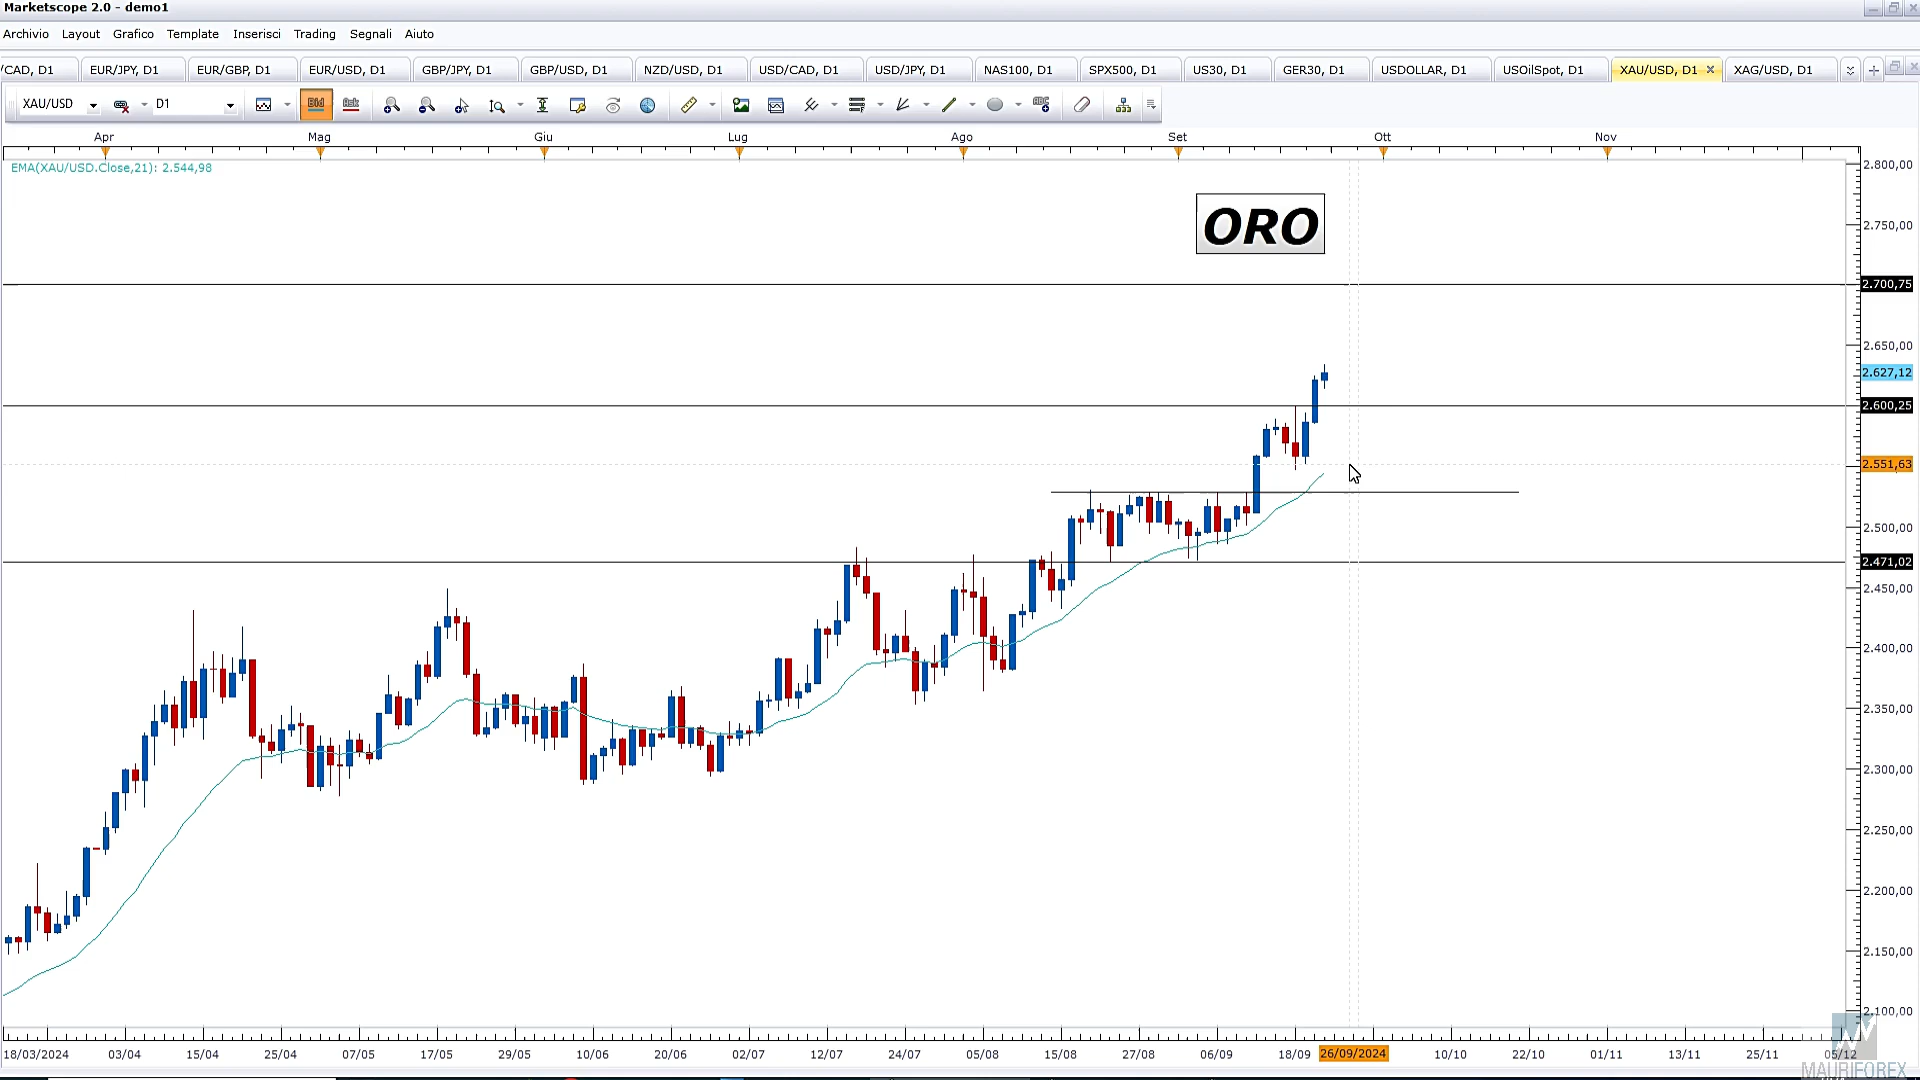 Marketscope 2.0 - demo1
Archivio Layout Grafico Template Inserisci Trading Segnali Aiuto
/CAD, D1 EUR/JPY, D1 EUR/GBP, D1 EUR/USD, D1 GBP/JPY, D1 GBP/USD, D1 NZD/USD, D1 USD/CAD, D1 USD/JPY, D1 NAS100, D1 SPX500, D1 US30, D1 GER30, D1 USDOLLAR, D1 USOilSpot, D1 XAU/USD, D1 XAG/USD, D1
XAU/USD D1 Bid Ask ABC
Apr Mag Giu Lug Ago Set Ott Nov
EMA(XAU/USD.Close,21): 2.544,98
ORO
2.800,00
2.750,00
2.700,75
2.650,00
2.627,12
2.600,25
2.551,63
2.500,00
2.471,02
2.450,00
2.400,00
2.350,00
2.300,00
2.250,00
2.200,00
2.150,00
2.100,00
18/03/2024 03/04 15/04 25/04 07/05 17/05 29/05 10/06 20/06 02/07 12/07 24/07 05/08 15/08 27/08 06/09 18/09 26/09/2024 10/10 22/10 01/11 13/11 25/11 05/12
MAURIFOREX